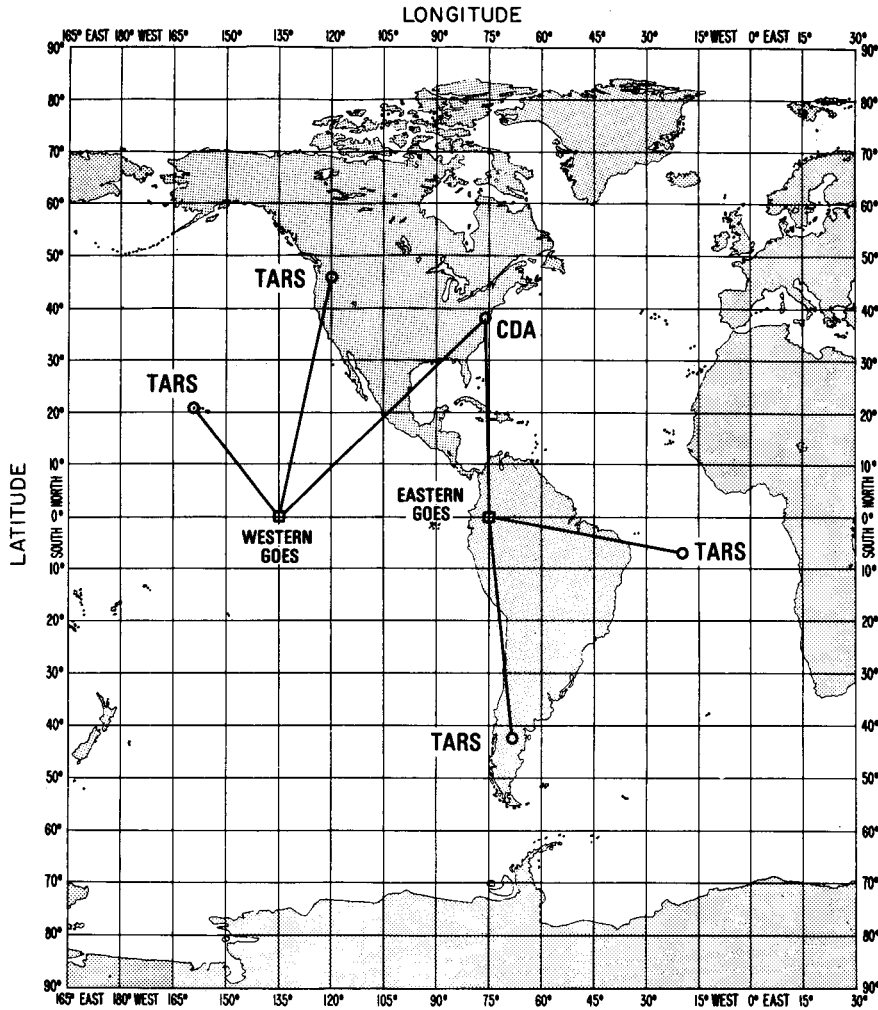 LONGITUDE
165° EAST 180° WEST 165° 150° 135° 120° 105° 90° 75° 60° 45° 30° 15° WEST 0° EAST 15° 30°
90° 90°
80° 80°
70° 70°
60° 60°
50° 50°
TARS
40° 40°
CDA
30° 30°
TARS
20° 20°
10° 10°
LATITUDE
NORTH NORTH
EASTERN
GOES
0° 0°
WESTERN
GOES
SOUTH SOUTH
TARS
10° 10°
20° 20°
30° 30°
40° 40°
TARS
50° 50°
60° 60°
70° 70°
80° 80°
90° 90°
165° EAST 180° WEST 165° 150° 135° 120° 105° 90° 75° 60° 45° 30° 15° WEST 0° EAST 15° 30°